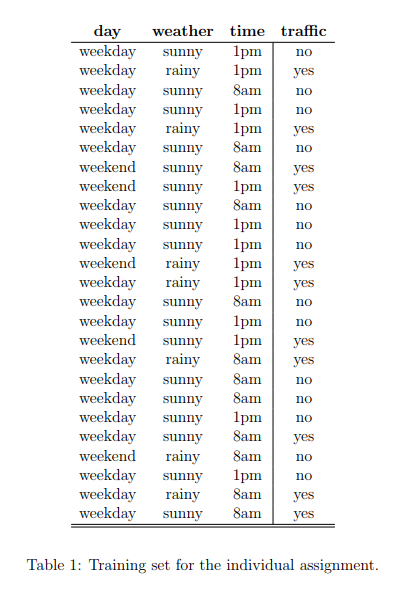 day weather time traffic
weekday sunny 1pm no
weekday rainy 1pm yes
weekday sunny 8am no
weekday sunny 1pm no
weekday rainy 1pm yes
weekday sunny 8am no
weekend sunny 8am yes
weekend sunny 1pm yes
weekday sunny 8am no
weekday sunny 1pm no
weekday sunny 1pm no
weekend rainy 1pm yes
weekday rainy 1pm yes
weekday sunny 8am no
weekday sunny 1pm no
weekend sunny 1pm yes
weekday rainy 8am yes
weekday sunny 8am no
weekday sunny 8am no
weekday sunny 1pm no
weekday sunny 8am yes
weekend rainy 8am no
weekday sunny 1pm no
weekday rainy 8am yes
weekday sunny 8am yes
Table 1: Training set for the individual assignment.